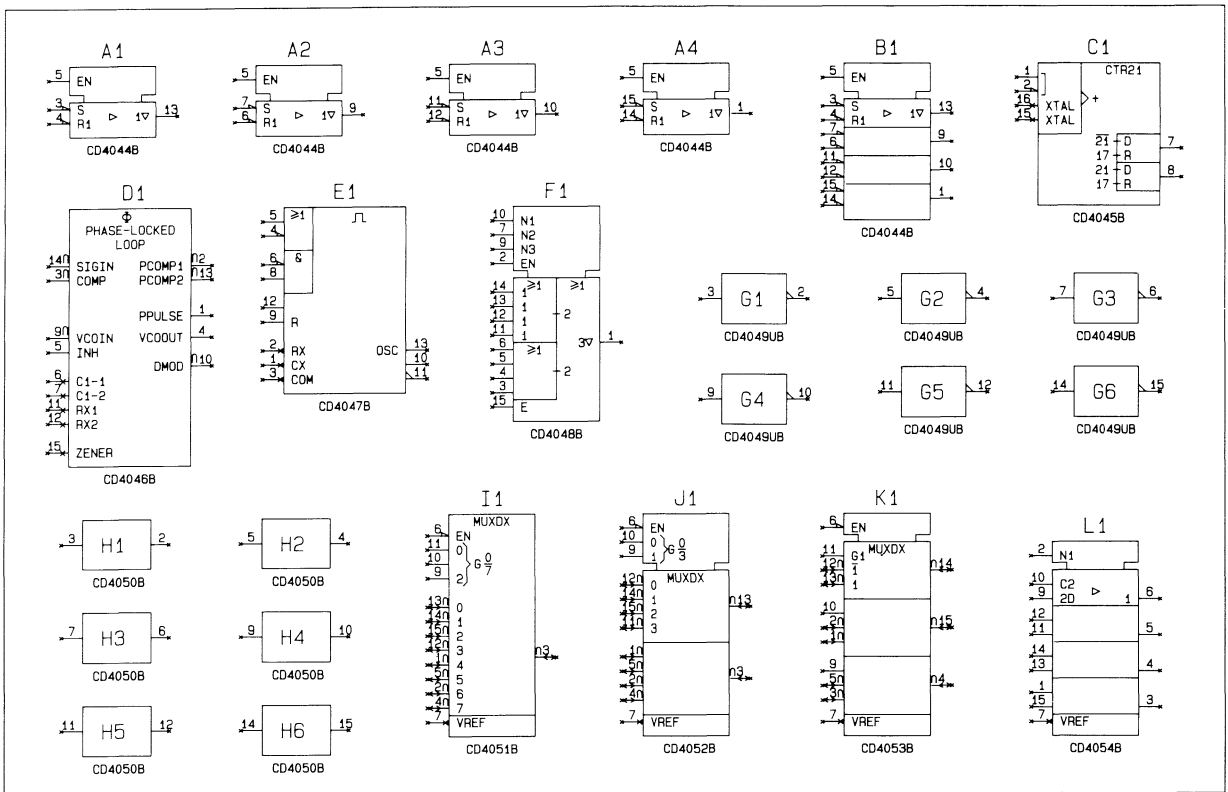 A1
5 EN
3 S
4 R1
▷ 1▽ 13
CD4044B
A2
5 EN
7 S
6 R1
▷ 1▽ 9
CD4044B
A3
5 EN
11 S
12 R1
▷ 1▽ 10
CD4044B
A4
5 EN
15 S
14 R1
▷ 1▽ 1
CD4044B
B1
5 EN
3 S
4 R1
▷ 1▽ 13
7
6
9
11
12
10
15
14
1
CD4044B
C1
CTR21
1
2
16 XTAL
15 XTAL
+
21 D
17 R
7
21 D
17 R
8
CD4045B
D1
Φ
PHASE-LOCKED
LOOP
14 SIGIN PCOMP1 2
3 COMP PCOMP2 13
PPULSE 1
9 VCOIN VCOOUT 4
5 INH
DMOD 10
6 C1-1
7 C1-2
11 RX1
12 RX2
15 ZENER
CD4046B
E1
5 ≥1
4
6 &
8
12
9 R
2 RX OSC 13
1 CX 10
3 COM 11
CD4047B
F1
10 N1
7 N2
9 N3
2 EN
≥1 ≥1
14 1
13 1
12 1
11 1
2
6 ≥1
5
4
3
2
3▽ 1
15 E
CD4048B
3 G1 2
CD4049UB
5 G2 4
CD4049UB
7 G3 6
CD4049UB
9 G4 10
CD4049UB
11 G5 12
CD4049UB
14 G6 15
CD4049UB
3 H1 2
CD4050B
5 H2 4
CD4050B
7 H3 6
CD4050B
9 H4 10
CD4050B
11 H5 12
CD4050B
14 H6 15
CD4050B
I1
MUXDX
6 EN
11 0
10
9 2
G 0/7
13 0
14 1
15 2
12 3
1 4
5 5
2 6
4 7
3
7 VREF
CD4051B
J1
6 EN
10 0
9 1
G 0/3
MUXDX
12 0
14 1
15 2
11 3
13
1
5
2
4
3
7 VREF
CD4052B
K1
6 EN
MUXDX
11 G1
12 1
13 1
14
10
2
1
15
9
5
3
4
7 VREF
CD4053B
L1
2 N1
10 C2
9 2D
▷ 1 6
12
11
5
14
13
4
1
15
3
7 VREF
CD4054B